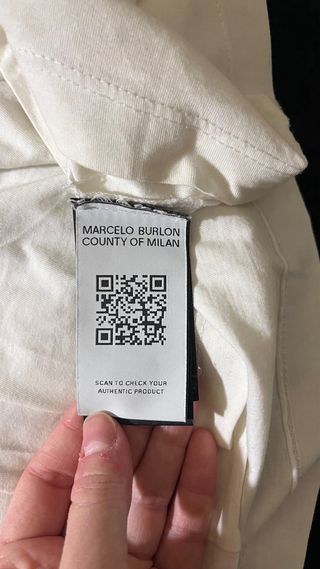 MARCELO BURLON
COUNTY OF MILAN
SCAN TO CHECK YOUR
AUTHENTIC PRODUCT